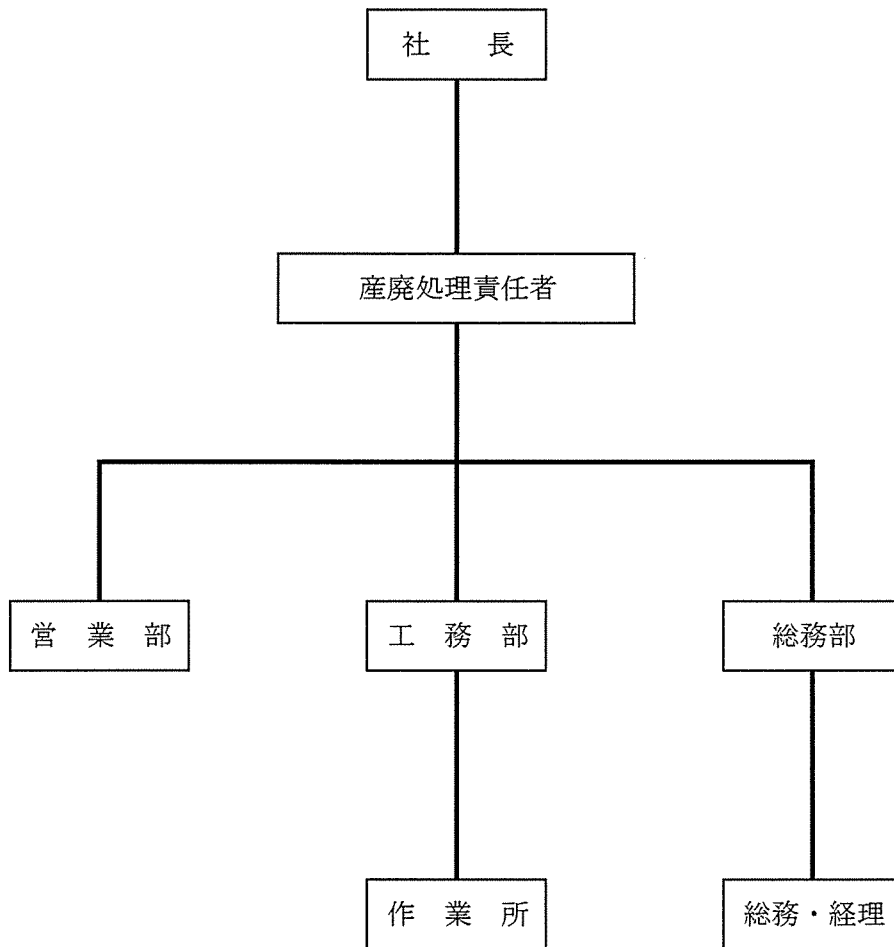 社　　長
産廃処理責任者
営　業　部
工　務　部
総務部
作　業　所
総務・経理